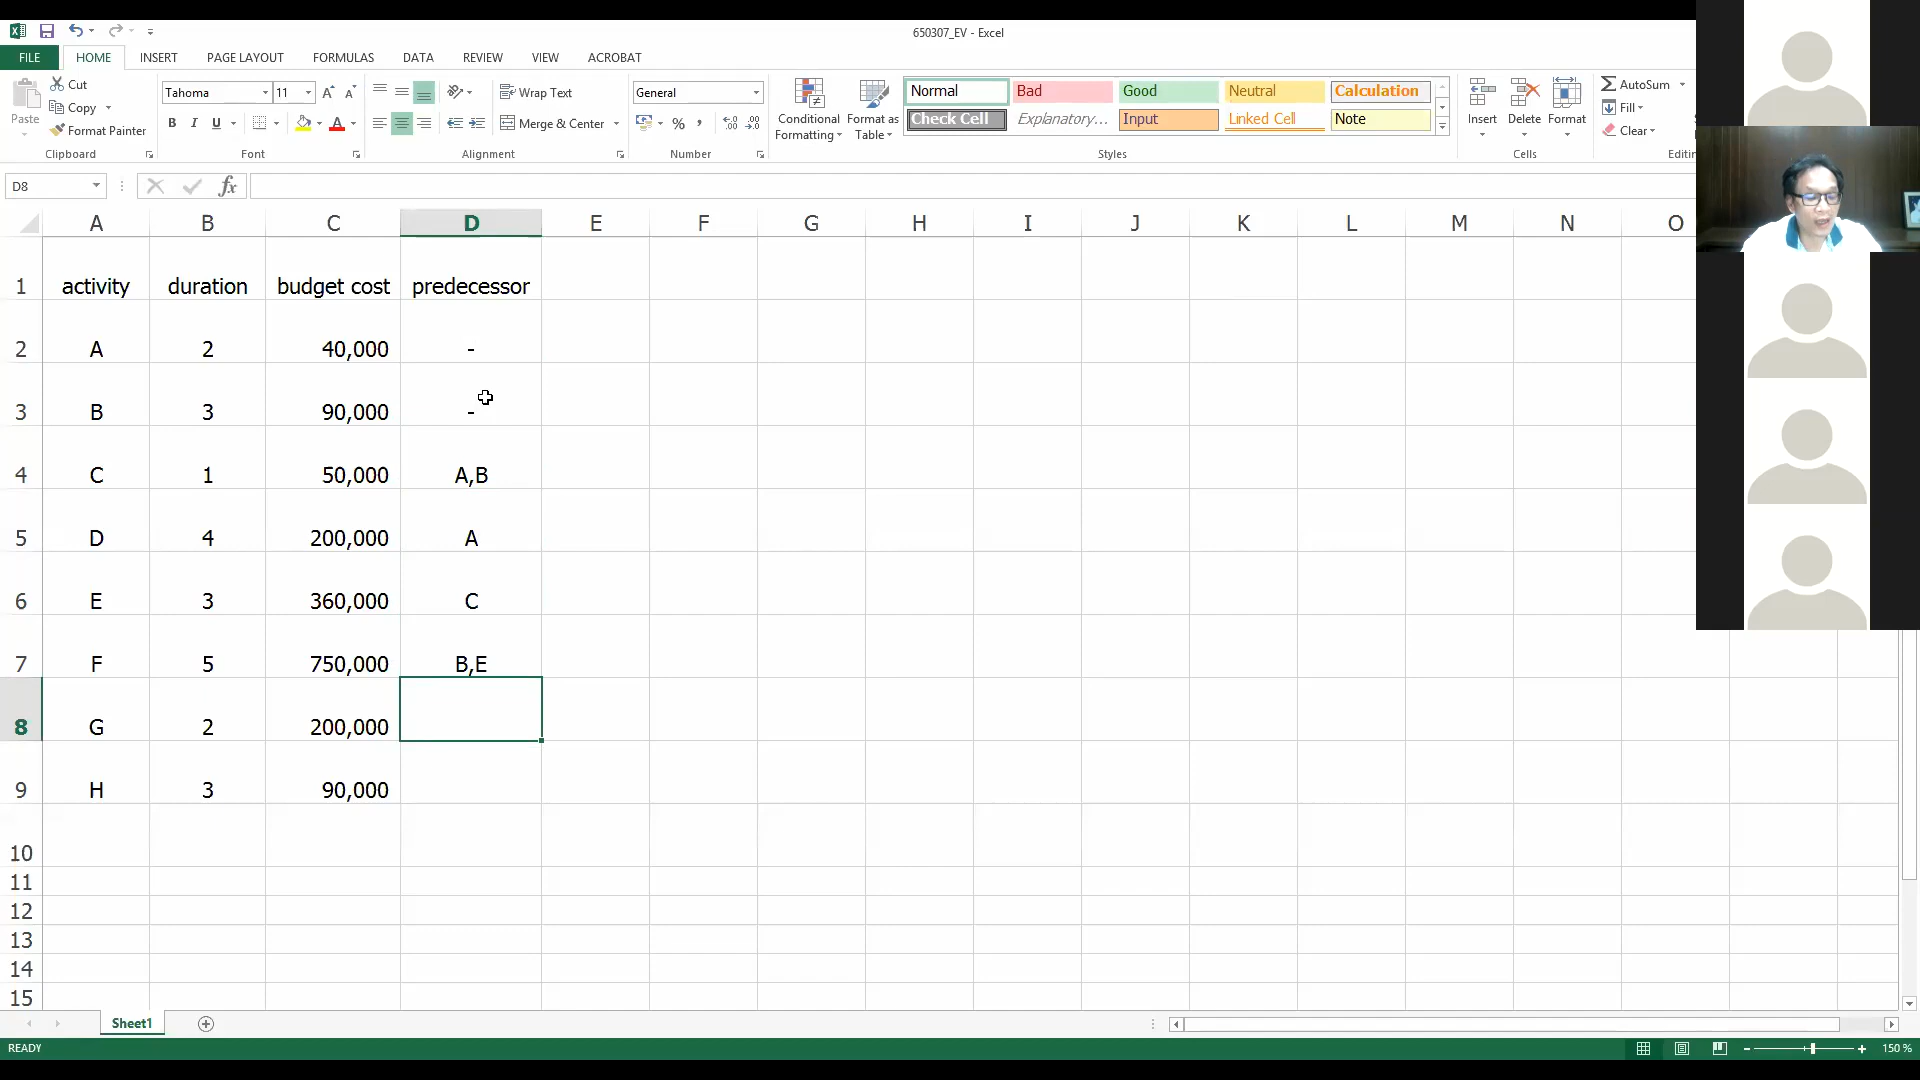 650307_EV - Excel
FILE HOME INSERT PAGE LAYOUT FORMULAS DATA REVIEW VIEW ACROBAT
Paste
Cut
Copy
Format Painter
Clipboard
Tahoma 11
B I U
Font
Wrap Text
Merge & Center
Alignment
General
%
Number
Conditional Formatting
Format as Table
Normal Bad Good Neutral Calculation
Check Cell Explanatory... Input Linked Cell Note
Styles
Insert Delete Format
Cells
AutoSum
Fill
Clear
Editin
D8
fx
A B C D E F G H I J K L M N O
1 activity duration budget cost predecessor
2 A 2 40,000 -
3 B 3 90,000 -
4 C 1 50,000 A,B
5 D 4 200,000 A
6 E 3 360,000 C
7 F 5 750,000 B,E
8 G 2 200,000
9 H 3 90,000
10
11
12
13
14
15
Sheet1
READY
150 %